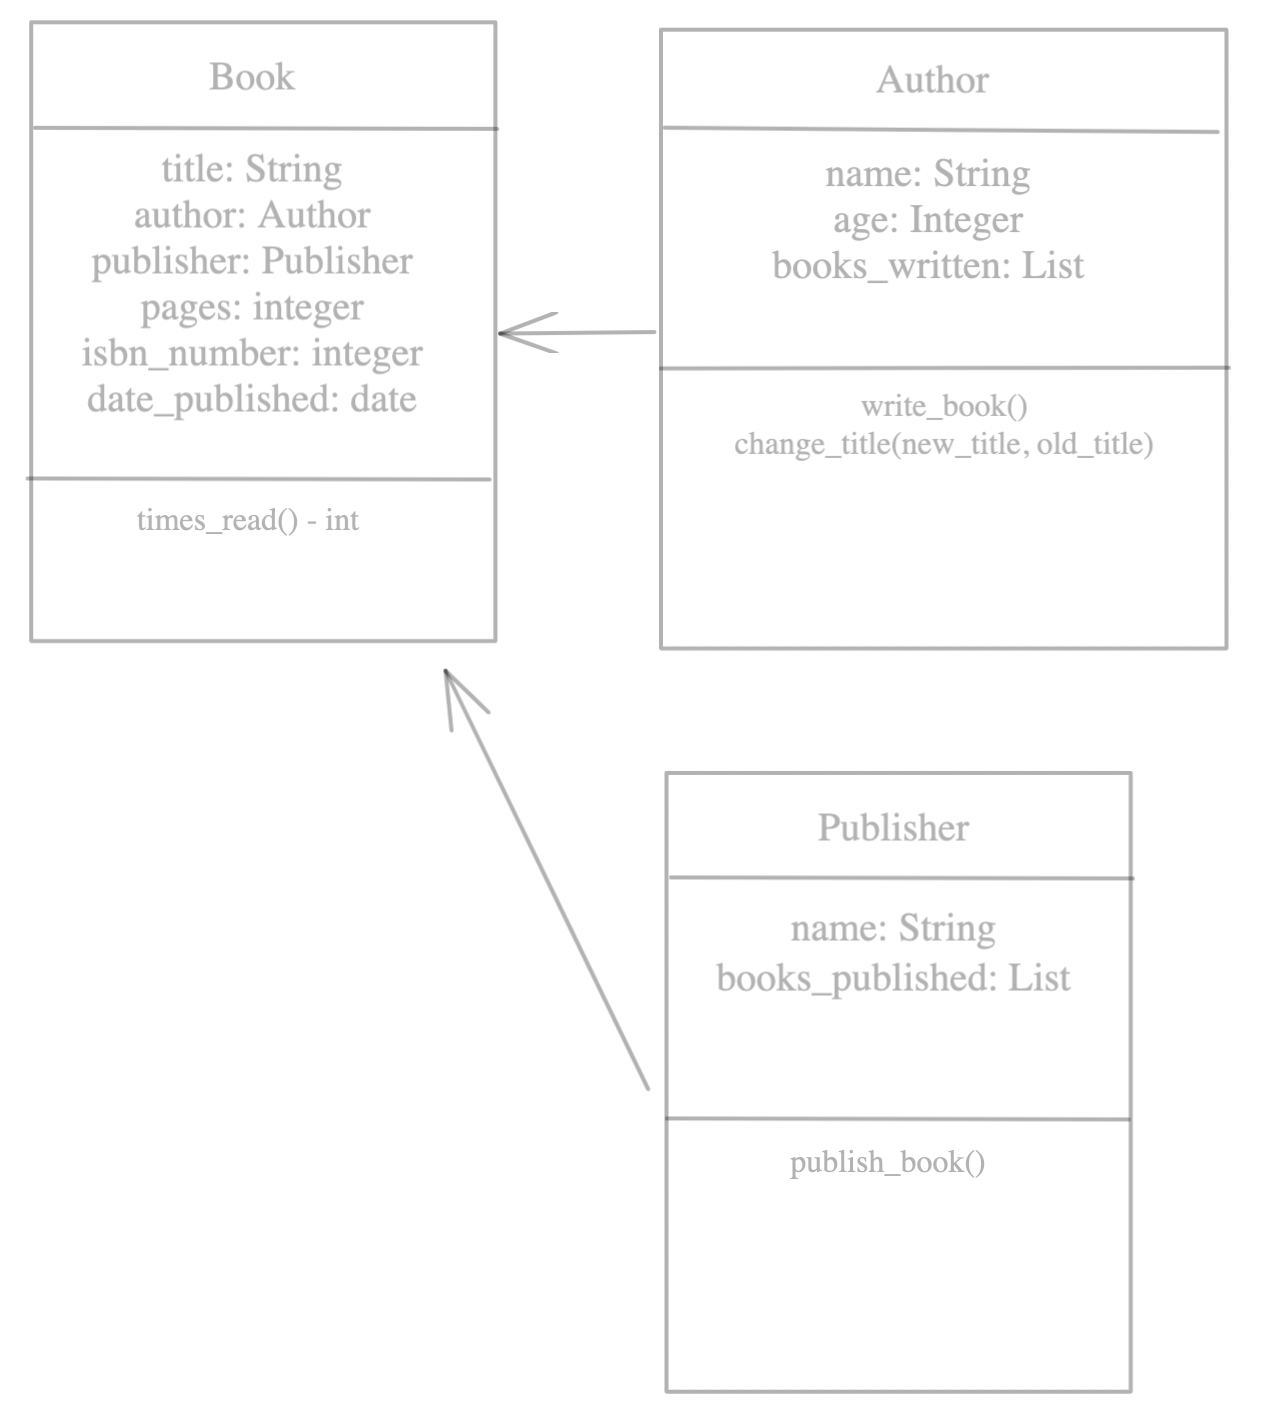 Book
title: String
author: Author
publisher: Publisher
pages: integer
isbn_number: integer
date_published: date
times_read() - int
Author
name: String
age: Integer
books_written: List
write_book()
change_title(new_title, old_title)
Publisher
name: String
books_published: List
publish_book()